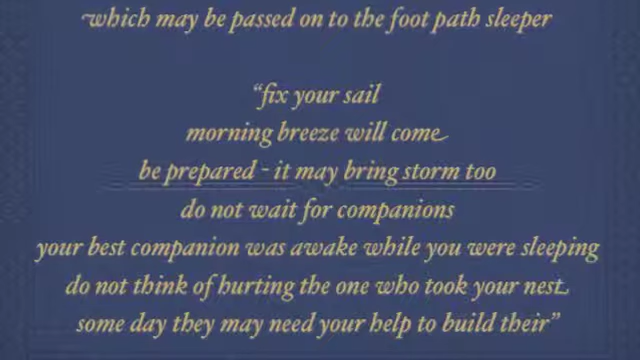 which may be passed on to the foot path sleeper
“fix your sail
morning breeze will come
be prepared - it may bring storm too
do not wait for companions
your best companion was awake while you were sleeping
do not think of hurting the one who took your nest
some day they may need your help to build their”